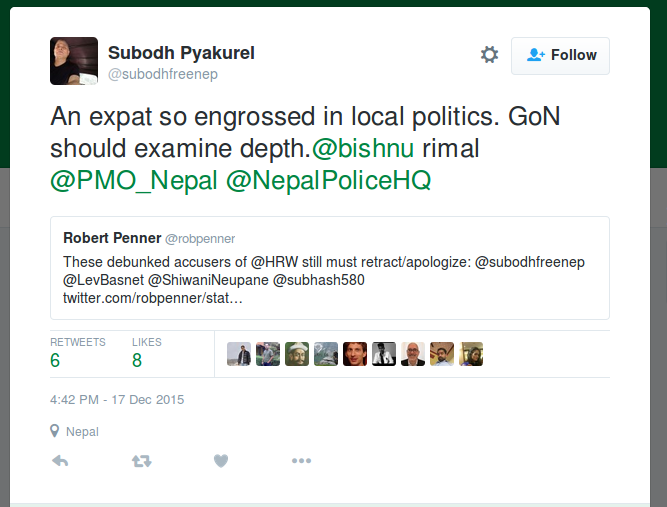 Subodh Pyakurel
@subodhfreenep
Follow
An expat so engrossed in local politics. GoN
should examine depth.@bishnu rimal
@PMO_Nepal @NepalPoliceHQ
Robert Penner @robpenner
These debunked accusers of @HRW still must retract/apologize: @subodhfreenep
@LevBasnet @ShiwaniNeupane @subhash580
twitter.com/robpenner/stat…
RETWEETS LIKES
6 8
4:42 PM - 17 Dec 2015
Nepal